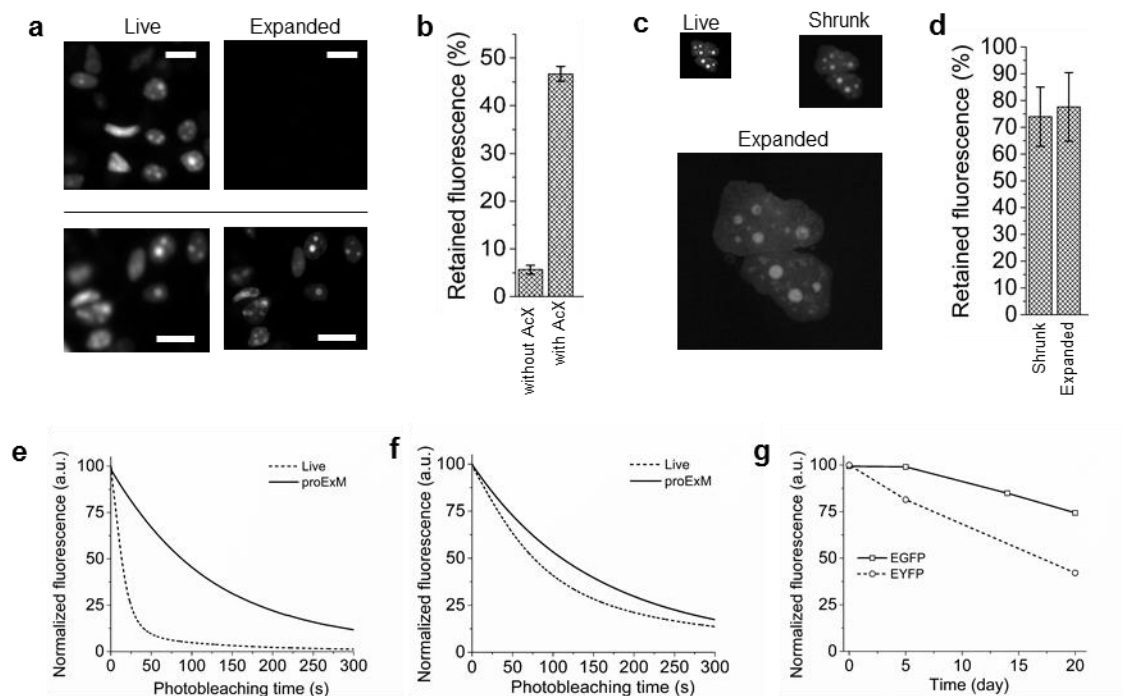 a
Live
Expanded
b
Retained fluorescence (%)
50
40
30
20
10
0
without AcX
with AcX
c
Live
Shrunk
Expanded
d
Retained fluorescence (%)
100
90
80
70
60
50
40
30
20
10
0
Shrunk
Expanded
e
Normalized fluorescence (a.u.)
100
75
50
25
0
Live
proExM
0 50 100 150 200 250 300
Photobleaching time (s)
f
Normalized fluorescence (a.u.)
100
75
50
25
0
Live
proExM
0 50 100 150 200 250 300
Photobleaching time (s)
g
Normalized fluorescence (a.u.)
100
75
50
25
0
EGFP
EYFP
0 5 10 15 20
Time (day)